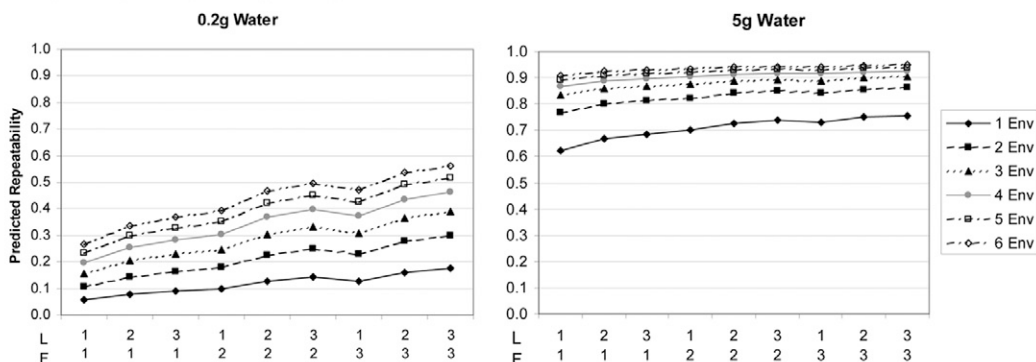 0.2g Water
5g Water
Predicted Repeatability
1.0
0.9
0.8
0.7
0.6
0.5
0.4
0.3
0.2
0.1
0.0
L 1 2 3 1 2 3 1 2 3
F 1 1 1 2 2 2 3 3 3
1.0
0.9
0.8
0.7
0.6
0.5
0.4
0.3
0.2
0.1
0.0
L 1 2 3 1 2 3 1 2 3
F 1 1 1 2 2 2 3 3 3
1 Env
2 Env
3 Env
4 Env
5 Env
6 Env